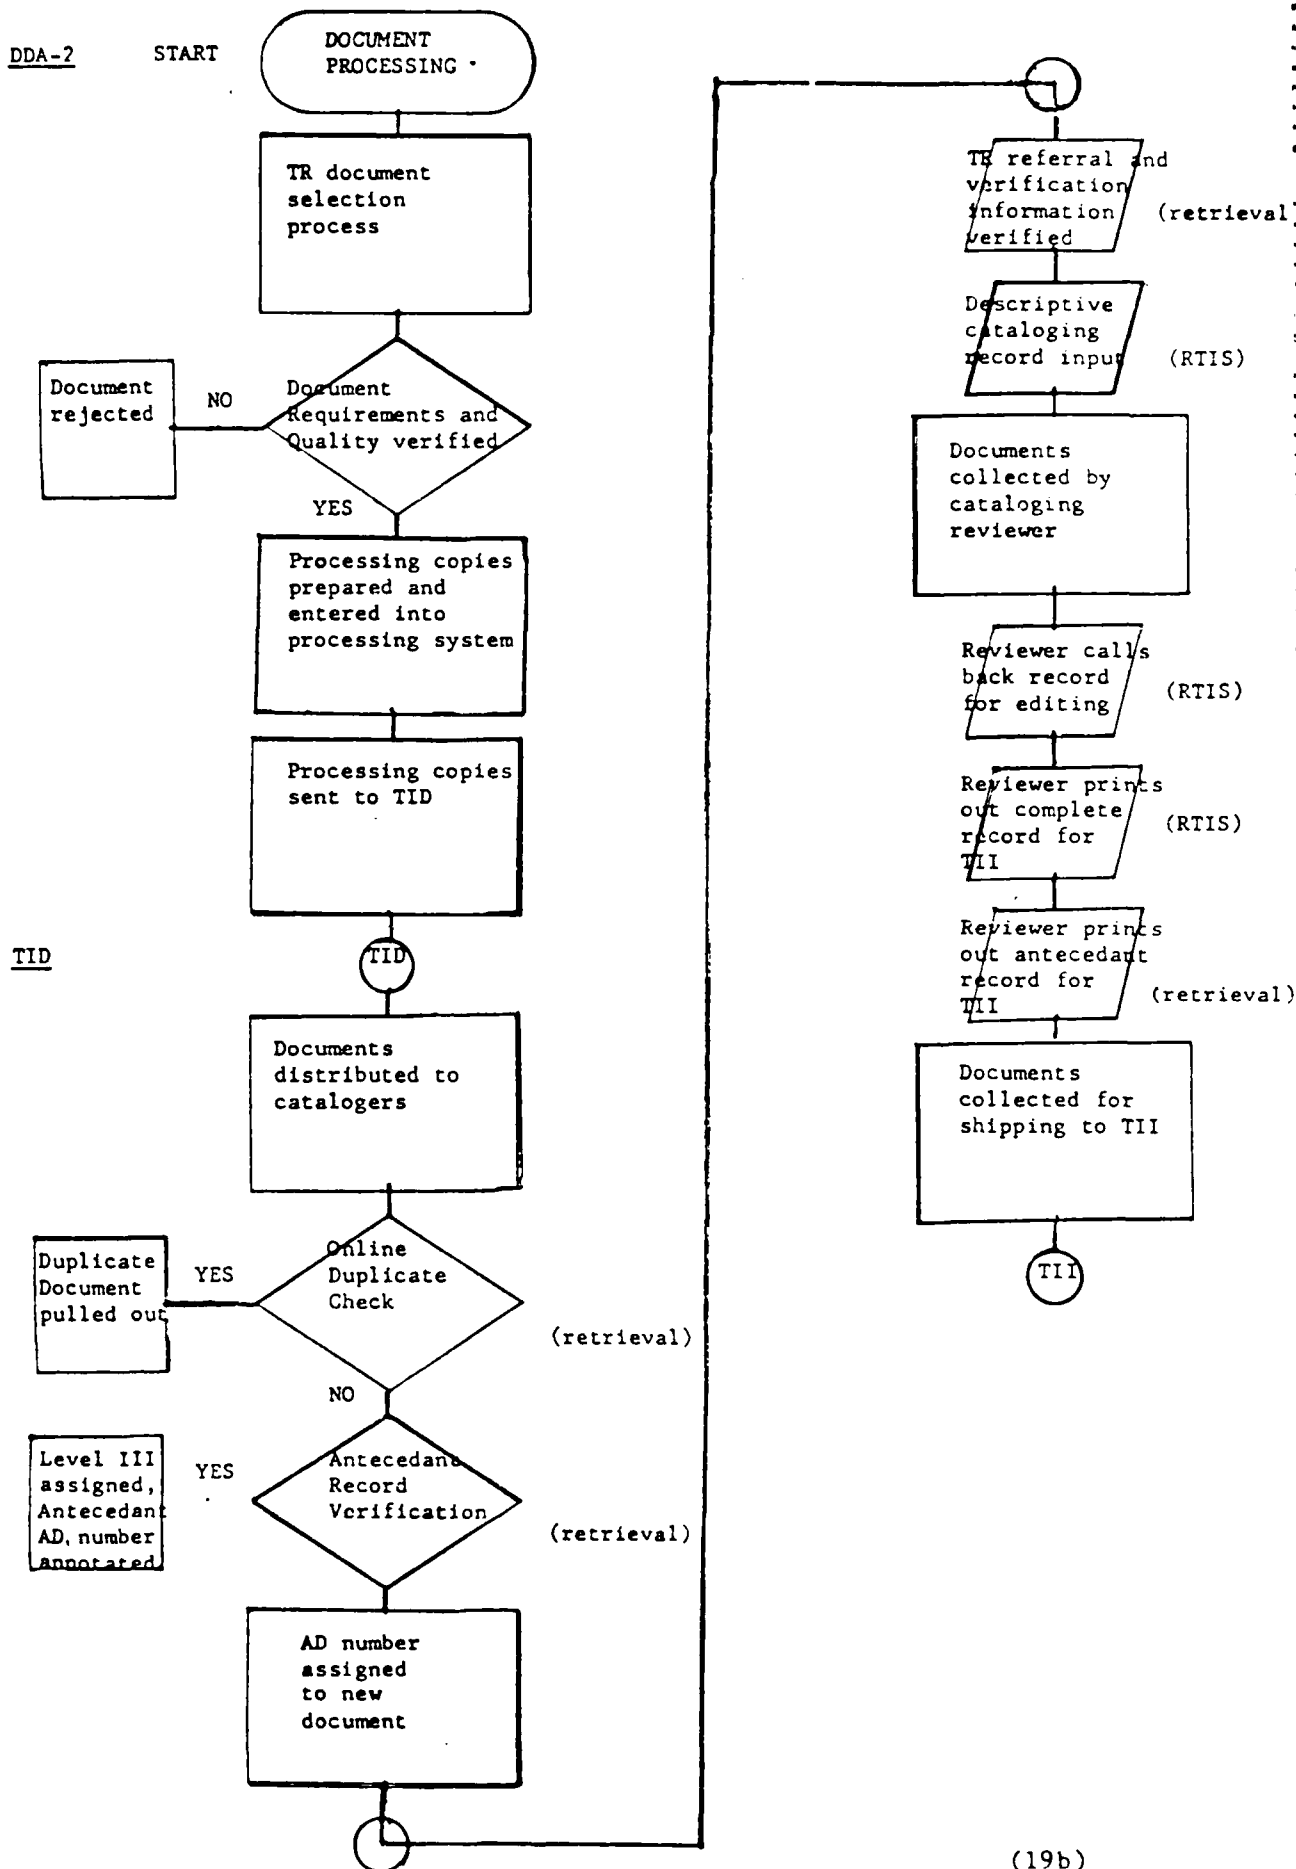 DDA-2
START
DOCUMENT
PROCESSING
TR document
selection
process
Document
rejected
NO
Document
Requirements and
Quality verified
YES
Processing copies
prepared and
entered into
processing system
Processing copies
sent to TID
TID
TID
Documents
distributed to
catalogers
Duplicate
Document
pulled out
YES
Online
Duplicate
Check
(retrieval)
NO
Level III
assigned,
Antecedant
AD, number
annotated
YES
Antecedant
Record
Verification
(retrieval)
AD number
assigned
to new
document
TR referral and
verification
information
verified
(retrieval
Descriptive
cataloging
record input
(RTIS)
Documents
collected by
cataloging
reviewer
Reviewer calls
back record
for editing
(RTIS)
Reviewer prints
out complete
record for
TII
(RTIS)
Reviewer prints
out antecedant
record for
TII
(retrieval)
Documents
collected for
shipping to TII
TII
(19b)